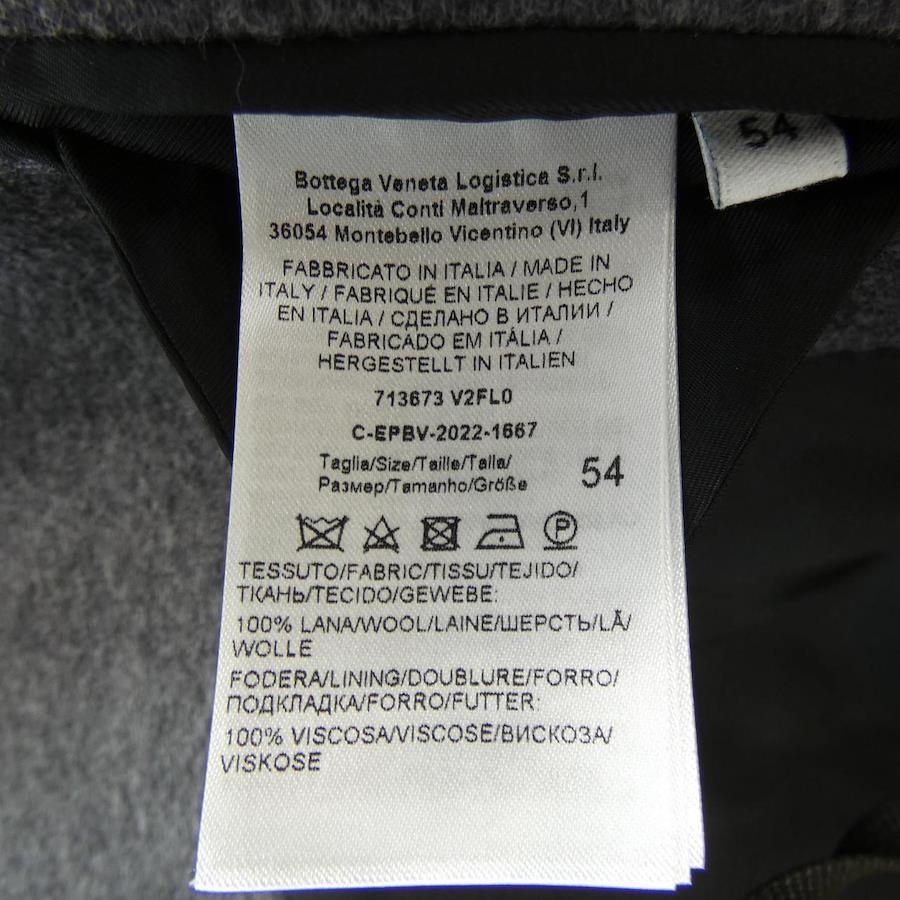 Bottega Veneta Logistica S.r.l.
Località Conti Maltraverso,1
36054 Montebello Vicentino (VI) Italy
FABBRICATO IN ITALIA / MADE IN
ITALY / FABRIQUÉ EN ITALIE / HECHO
EN ITALIA / СДЕЛАНО В ИТАЛИИ /
FABRICADO EM ITÁLIA /
HERGESTELLT IN ITALIEN
713673 V2FL0
C-EPBV-2022-1667
Taglia/Size/Taille/Talla/
Размер/Tamanho/Größe
54
P
TESSUTO/FABRIC/TISSU/TEJIDO/
ТКАНЬ/TECIDO/GEWEBE:
100% LANA/WOOL/LAINE/ШЕРСТЬ/LÃ/
WOLLE
FODERA/LINING/DOUBLURE/FORRO/
ПОДКЛАДКА/FORRO/FUTTER:
100% VISCOSA/VISCOSE/ВИСКОЗА/
VISKOSE
54